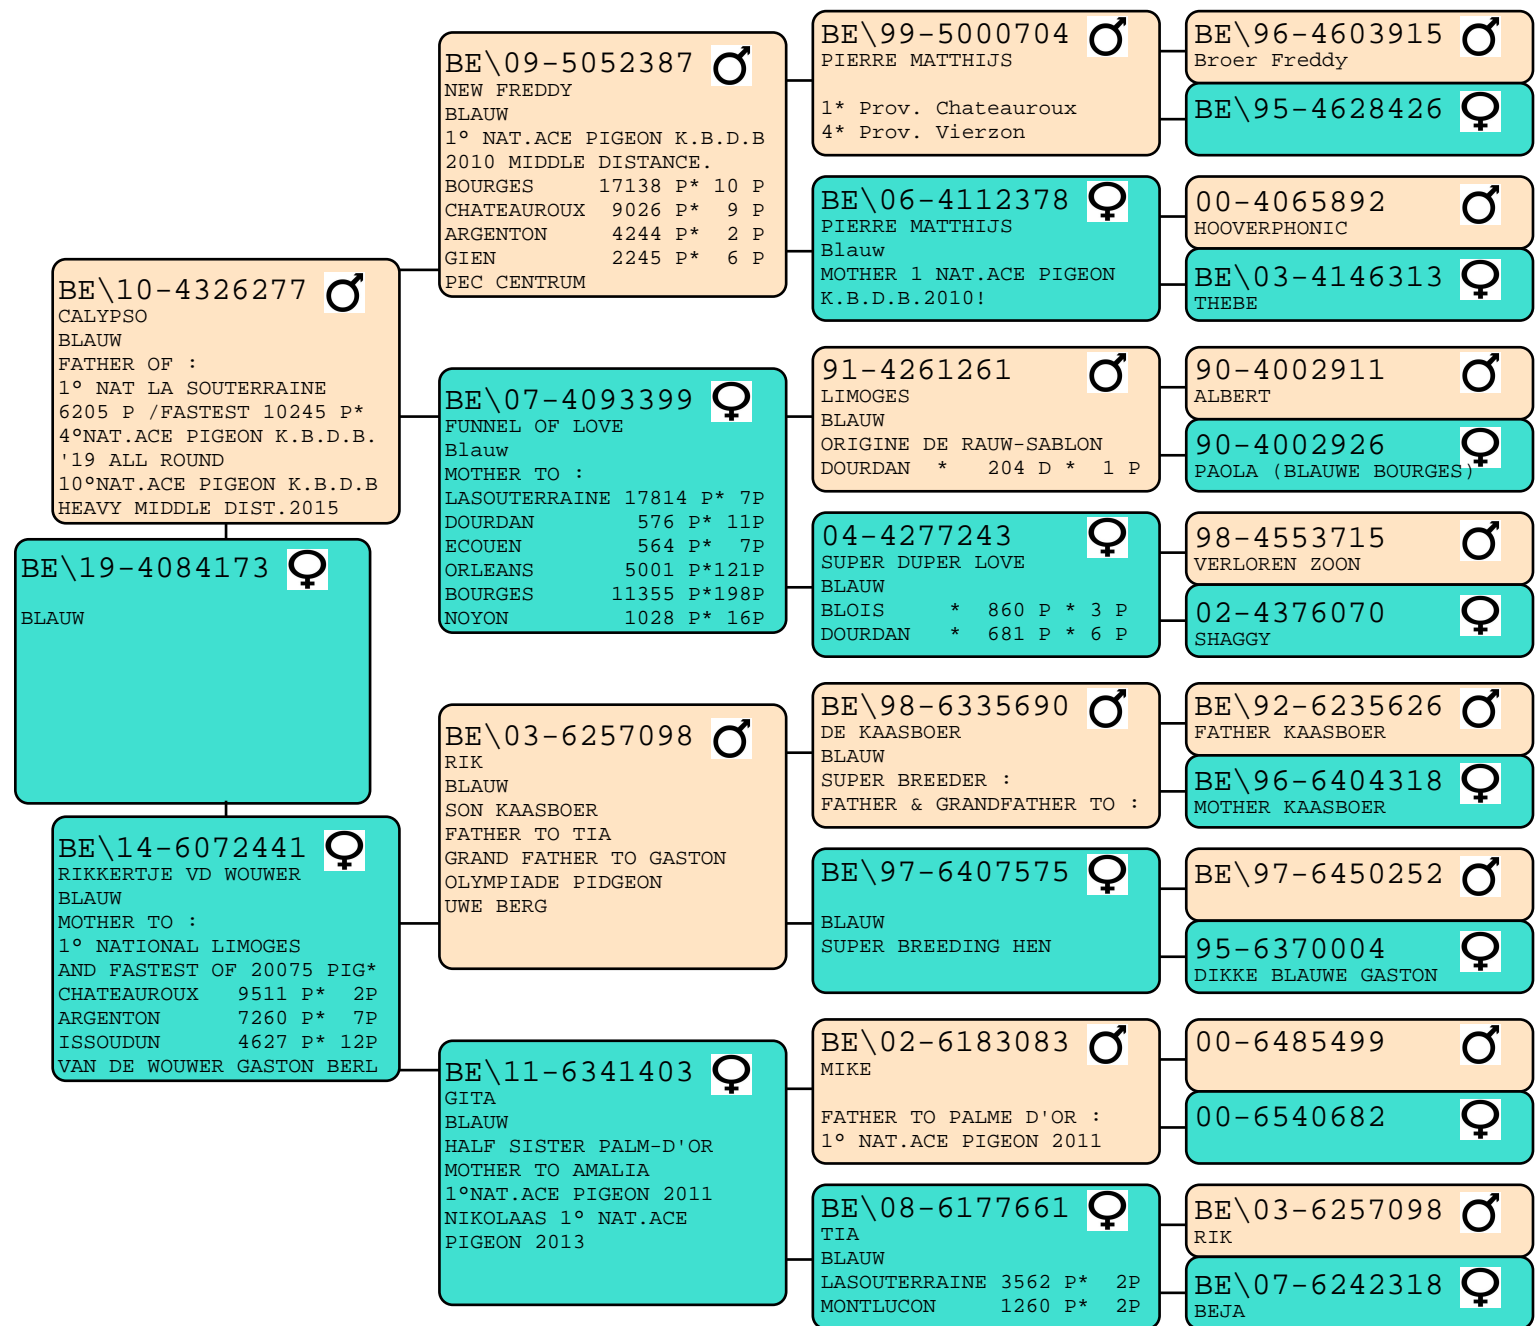 BE\19-4084173
BLAUW
BE\10-4326277
CALYPSO
BLAUW
FATHER OF :
1° NAT LA SOUTERRAINE
6205 P /FASTEST 10245 P*
4°NAT.ACE PIGEON K.B.D.B.
'19 ALL ROUND
10°NAT.ACE PIGEON K.B.D.B
HEAVY MIDDLE DIST.2015
BE\14-6072441
RIKKERTJE VD WOUWER
BLAUW
MOTHER TO :
1° NATIONAL LIMOGES
AND FASTEST OF 20075 PIG*
CHATEAUROUX 9511 P* 2P
ARGENTON 7260 P* 7P
ISSOUDUN 4627 P* 12P
VAN DE WOUWER GASTON BERL
BE\09-5052387
NEW FREDDY
BLAUW
1° NAT.ACE PIGEON K.B.D.B
2010 MIDDLE DISTANCE.
BOURGES 17138 P* 10 P
CHATEAUROUX 9026 P* 9 P
ARGENTON 4244 P* 2 P
GIEN 2245 P* 6 P
PEC CENTRUM
BE\07-4093399
FUNNEL OF LOVE
Blauw
MOTHER TO :
LASOUTERRAINE 17814 P* 7P
DOURDAN 576 P* 11P
ECOUEN 564 P* 7P
ORLEANS 5001 P*121P
BOURGES 11355 P*198P
NOYON 1028 P* 16P
BE\03-6257098
RIK
BLAUW
SON KAASBOER
FATHER TO TIA
GRAND FATHER TO GASTON
OLYMPIADE PIDGEON
UWE BERG
BE\11-6341403
GITA
BLAUW
HALF SISTER PALM-D'OR
MOTHER TO AMALIA
1°NAT.ACE PIGEON 2011
NIKOLAAS 1° NAT.ACE
PIGEON 2013
BE\99-5000704
PIERRE MATTHIJS
1* Prov. Chateauroux
4* Prov. Vierzon
BE\06-4112378
PIERRE MATTHIJS
Blauw
MOTHER 1 NAT.ACE PIGEON
K.B.D.B.2010!
91-4261261
LIMOGES
BLAUW
ORIGINE DE RAUW-SABLON
DOURDAN * 204 D * 1 P
04-4277243
SUPER DUPER LOVE
BLAUW
BLOIS * 860 P * 3 P
DOURDAN * 681 P * 6 P
BE\98-6335690
DE KAASBOER
BLAUW
SUPER BREEDER :
FATHER & GRANDFATHER TO :
BE\97-6407575
BLAUW
SUPER BREEDING HEN
BE\02-6183083
MIKE
FATHER TO PALME D'OR :
1° NAT.ACE PIGEON 2011
BE\08-6177661
TIA
BLAUW
LASOUTERRAINE 3562 P* 2P
MONTLUCON 1260 P* 2P
BE\96-4603915
Broer Freddy
BE\95-4628426
00-4065892
HOOVERPHONIC
BE\03-4146313
THEBE
90-4002911
ALBERT
90-4002926
PAOLA (BLAUWE BOURGES)
98-4553715
VERLOREN ZOON
02-4376070
SHAGGY
BE\92-6235626
FATHER KAASBOER
BE\96-6404318
MOTHER KAASBOER
BE\97-6450252
95-6370004
DIKKE BLAUWE GASTON
00-6485499
00-6540682
BE\03-6257098
RIK
BE\07-6242318
BEJA